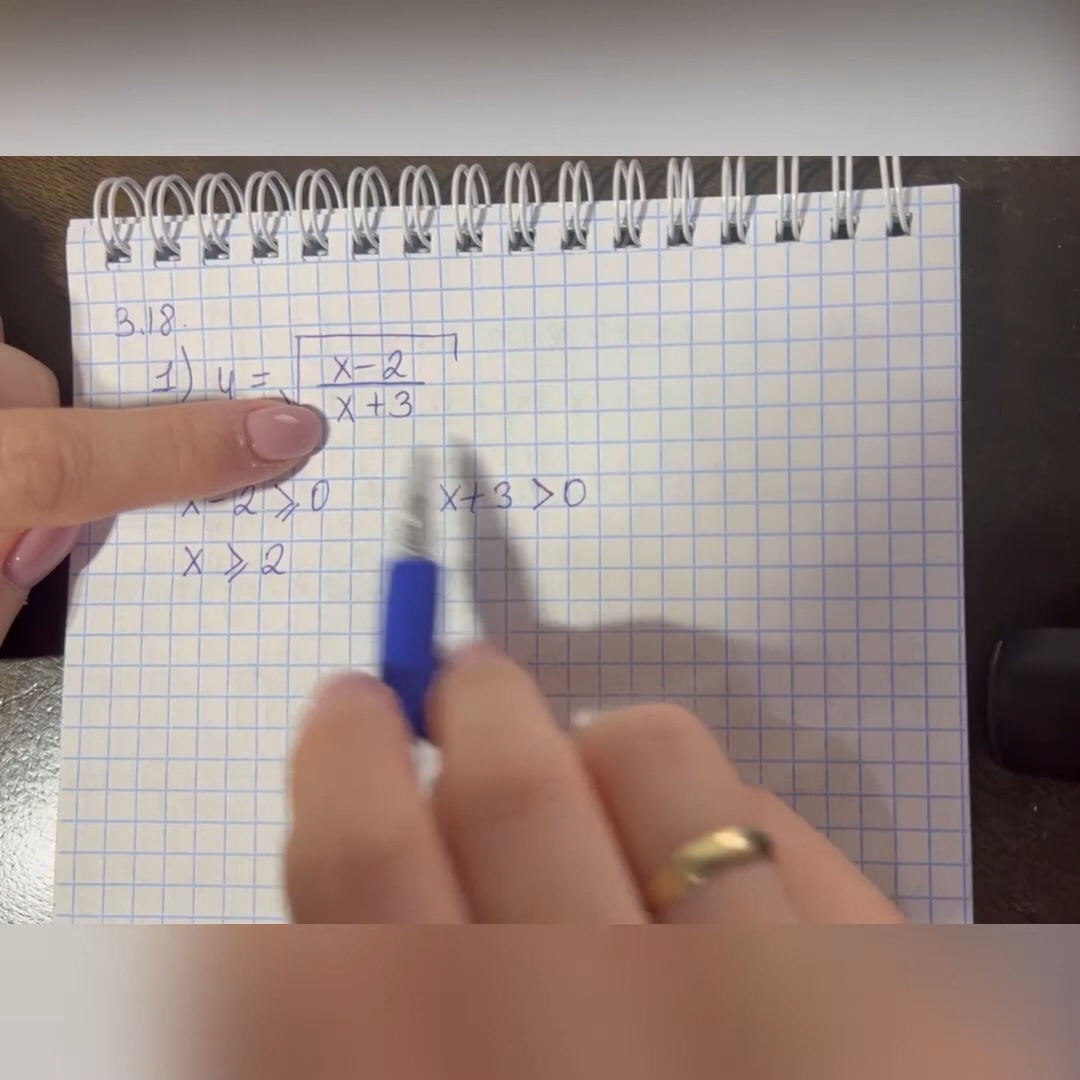 3.18.
1) y = √(x-2)/(x+3)
x-2 ⩾ 0 x+3 > 0
x ⩾ 2